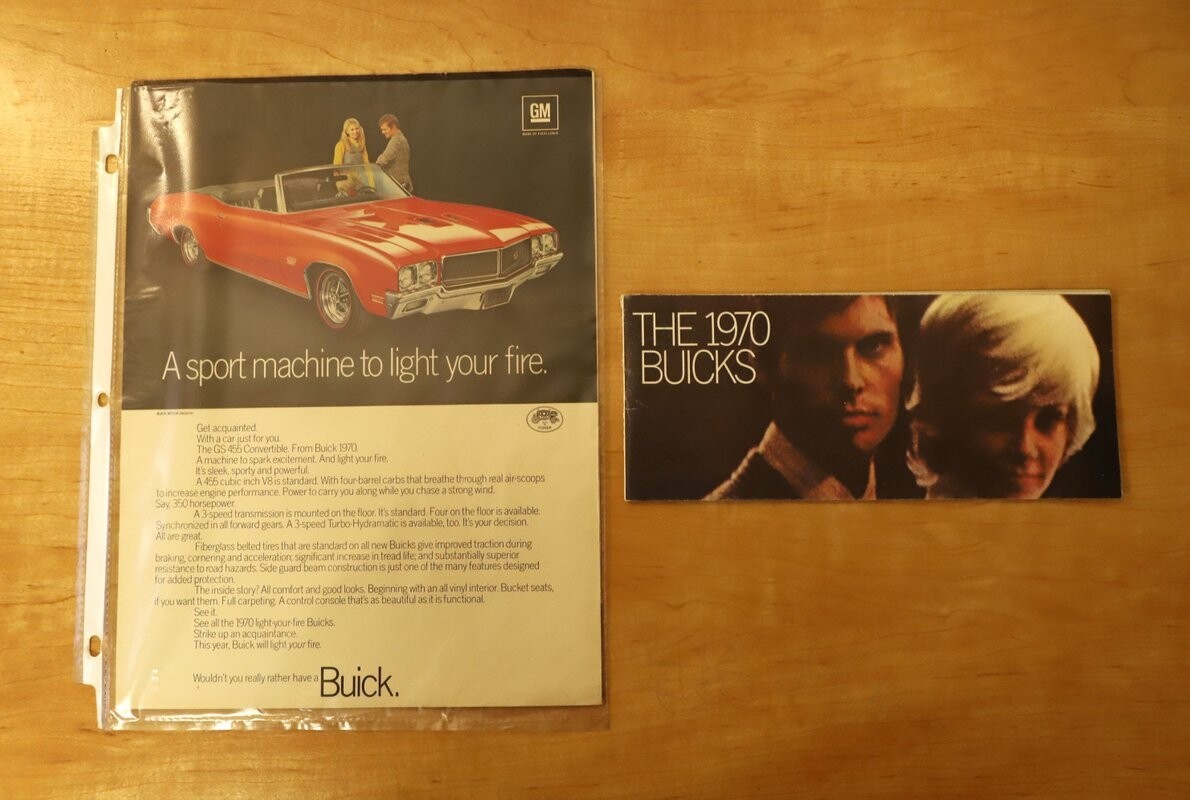 GM
MARK OF EXCELLENCE
A sport machine to light your fire.
BUICK MOTOR DIVISION
Get acquainted.
With a car just for you.
The GS 455 Convertible. From Buick 1970.
A machine to spark excitement. And light your fire.
It's sleek, sporty and powerful.
A 455 cubic inch V8 is standard. With four-barrel carbs that breathe through real air-scoops
to increase engine performance. Power to carry you along while you chase a strong wind.
Say, 350 horsepower.
A 3-speed transmission is mounted on the floor. It's standard. Four on the floor is available.
Synchronized in all forward gears. A 3-speed Turbo-Hydramatic is available, too. It's your decision.
All are great.
Fiberglass belted tires that are standard on all new Buicks give improved traction during
braking, cornering and acceleration; significant increase in tread life; and substantially superior
resistance to road hazards. Side guard beam construction is just one of the many features designed
for added protection.
The inside story? All comfort and good looks. Beginning with an all vinyl interior. Bucket seats,
if you want them. Full carpeting. A control console that's as beautiful as it is functional.
See it.
See all the 1970 light-your-fire Buicks.
Strike up an acquaintance.
This year, Buick will light your fire.
Wouldn't you really rather have a Buick.
THE 1970
BUICKS